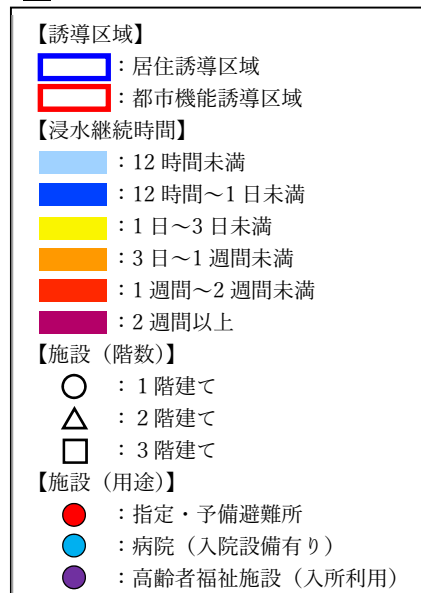 【誘導区域】
：居住誘導区域
：都市機能誘導区域
【浸水継続時間】
：12 時間未満
：12 時間～1 日未満
：1 日～3 日未満
：3 日～1 週間未満
：1 週間～2 週間未満
：2 週間以上
【施設（階数）】
：１階建て
：２階建て
：３階建て
【施設（用途）】
：指定・予備避難所
：病院（入院設備有り）
：高齢者福祉施設（入所利用）